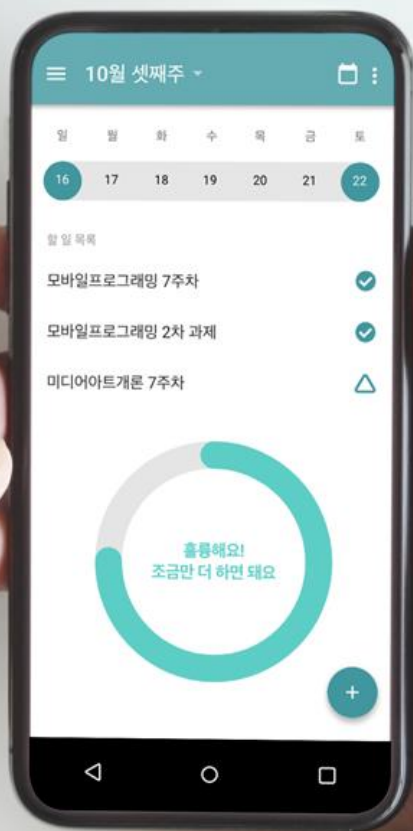 10월 셋째주
일 월 화 수 목 금 토
16 17 18 19 20 21 22
할 일 목록
모바일프로그래밍 7주차
모바일프로그래밍 2차 과제
미디어아트개론 7주차
훌륭해요!
조금만 더 하면 돼요